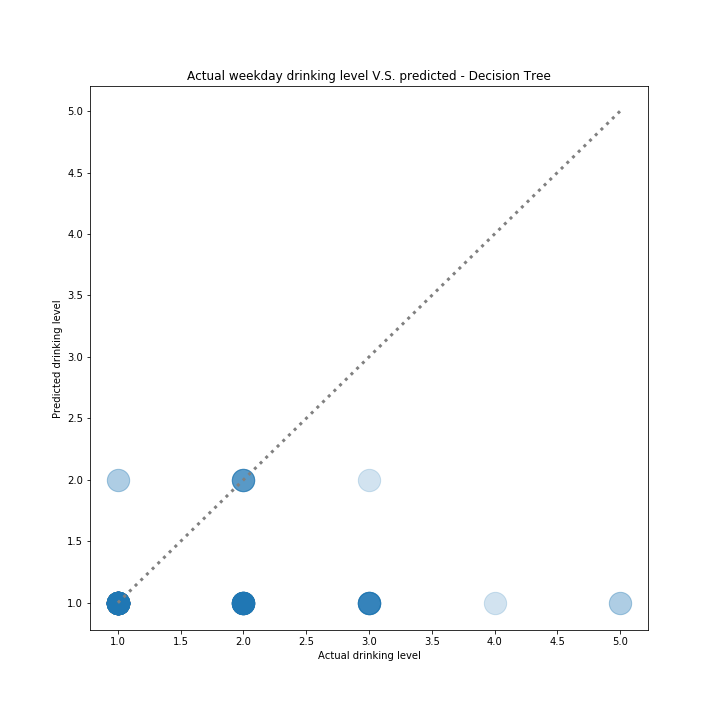 Actual weekday drinking level V.S. predicted - Decision Tree
5.0
4.5
4.0
3.5
3.0
2.5
2.0
1.5
1.0
Predicted drinking level
1.0 1.5 2.0 2.5 3.0 3.5 4.0 4.5 5.0
Actual drinking level